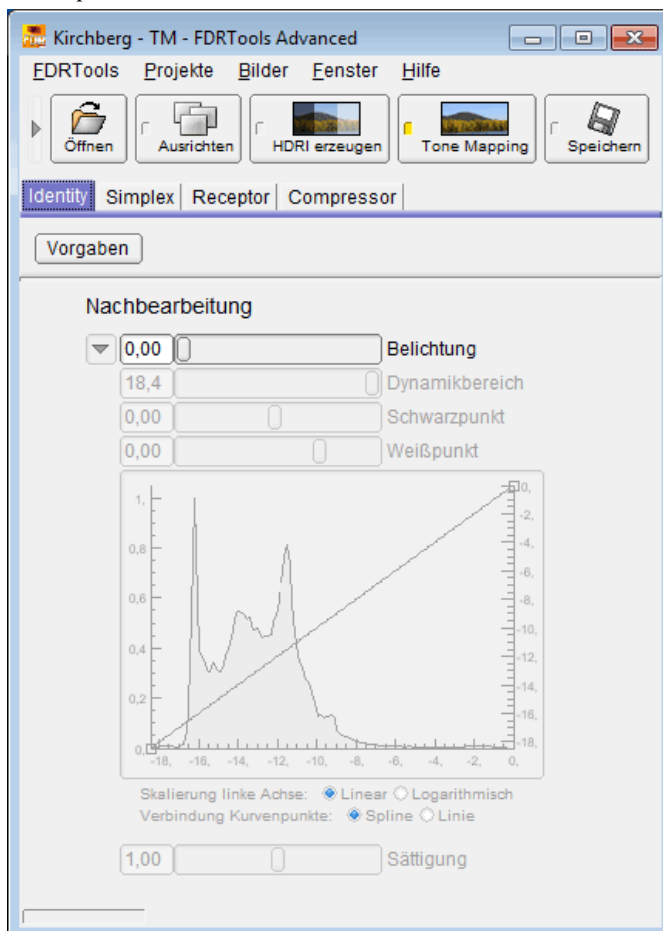 Kirchberg - TM - FDRTools Advanced
FDRTools Projekte Bilder Fenster Hilfe
Öffnen Ausrichten HDRI erzeugen Tone Mapping Speichern
Identity Simplex Receptor Compressor
Vorgaben
Nachbearbeitung
0,00 Belichtung
18,4 Dynamikbereich
0,00 Schwarzpunkt
0,00 Weißpunkt
1, 0,
-2,
0,8 -4,
-6,
0,6 -8,
-10,
0,4 -12,
-14,
0,2 -16,
0, -18,
-18, -16, -14, -12, -10, -8, -6, -4, -2, 0,
Skalierung linke Achse: Linear Logarithmisch
Verbindung Kurvenpunkte: Spline Linie
1,00 Sättigung